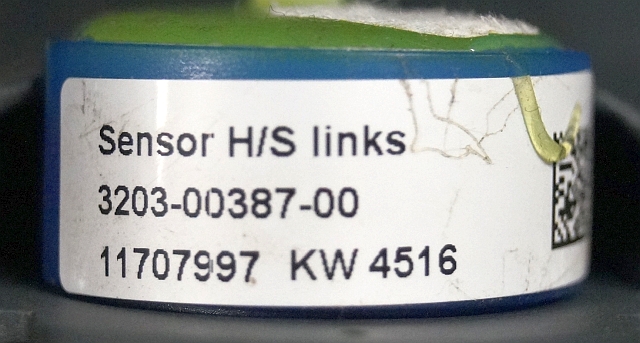 Sensor H/S links
3203-00387-00
11707997 KW 4516